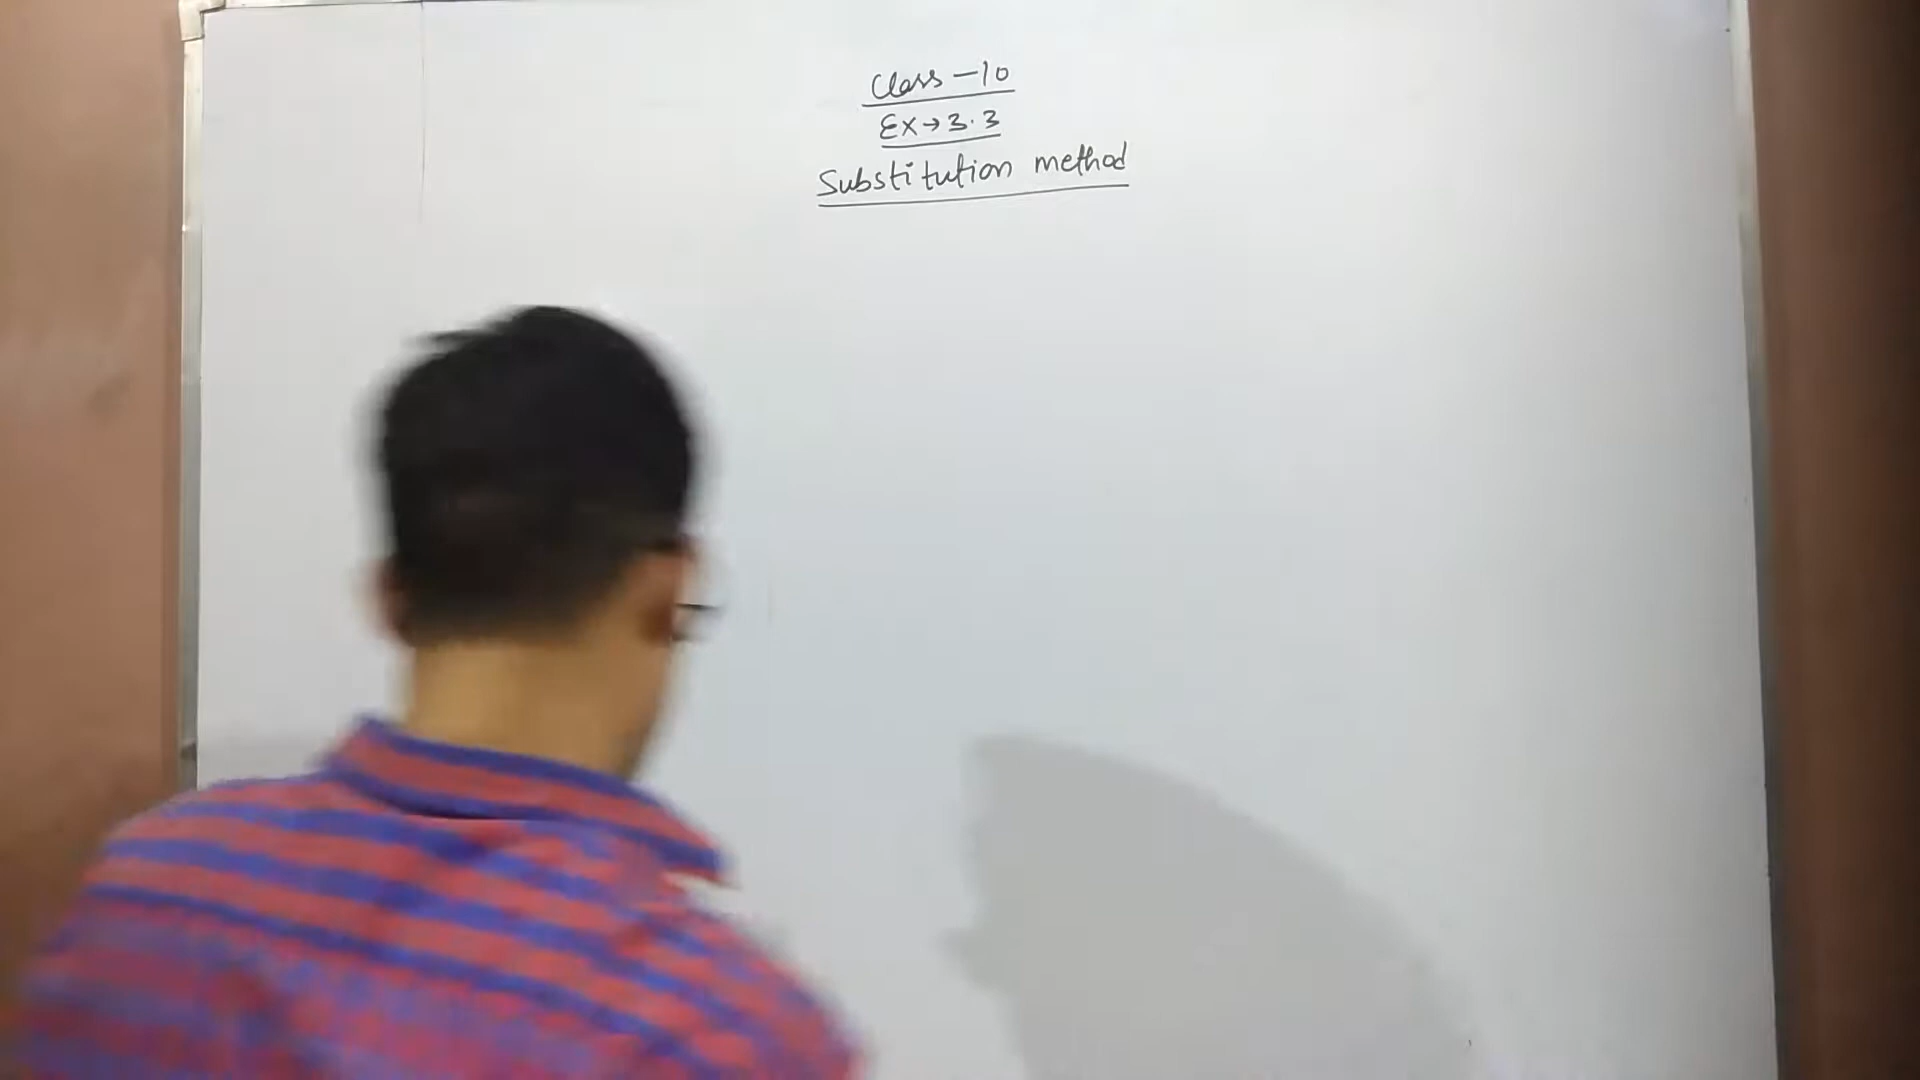 Class - 10
Ex → 3.3
Substitution method